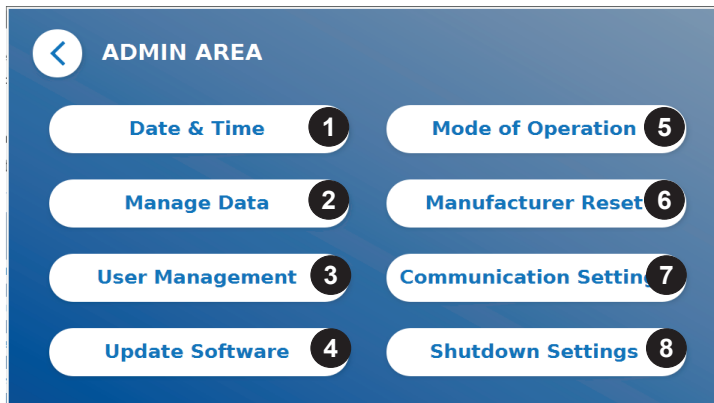 ADMIN AREA
Date & Time 1
Manage Data 2
User Management 3
Update Software 4
Mode of Operation 5
Manufacturer Reset 6
Communication Settin 7
Shutdown Settings 8